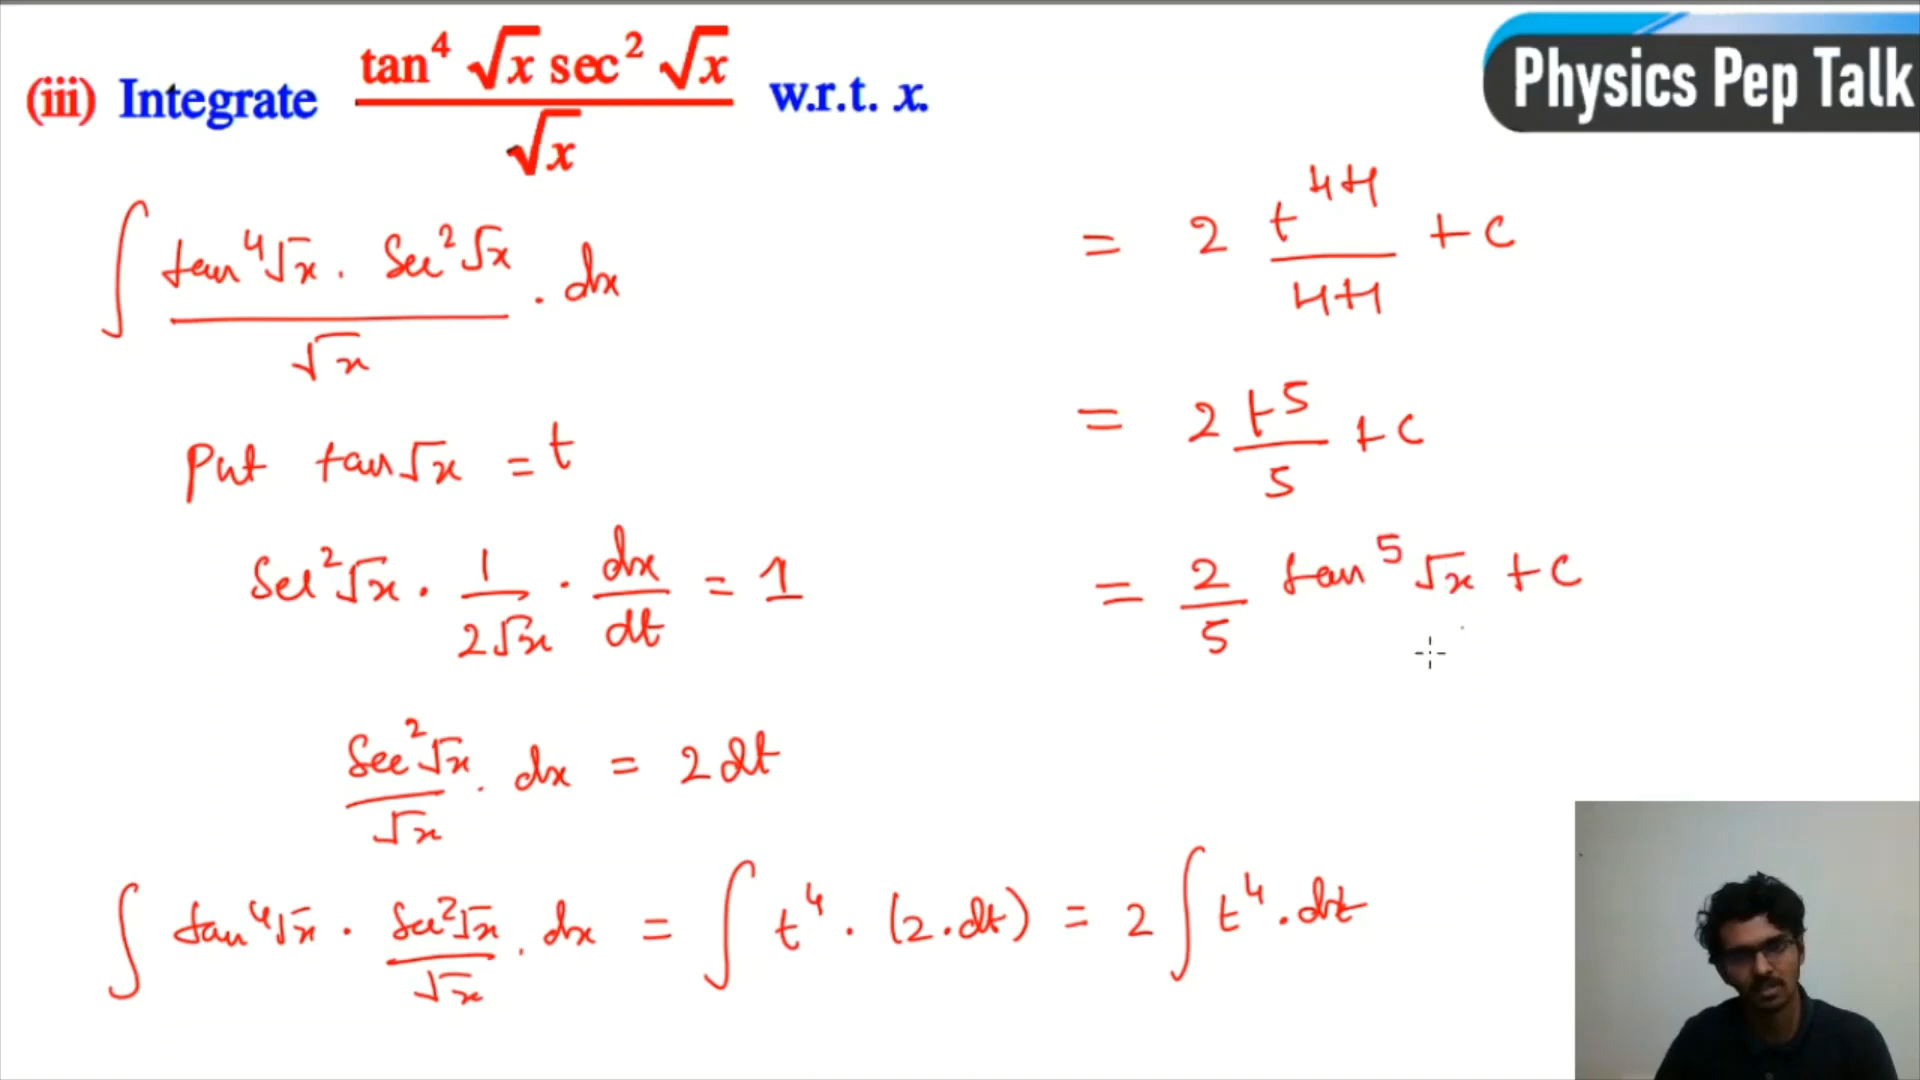 (iii) Integrate tan⁴ √x sec² √x / √x w.r.t. x.
Physics Pep Talk
∫ tan⁴√x . Sec²√x / √x . dx
Put tan√x = t
Sec²√x . 1 / 2√x . dx / dt = 1
Sec²√x / √x . dx = 2dt
∫ tan⁴√x . Sec²√x / √x . dx = ∫ t⁴ . (2.dt) = 2 ∫ t⁴ . dt
= 2 t⁴⁺¹ / 4+1 + c
= 2 t⁵ / 5 + c
= 2 / 5 tan⁵ √x + c